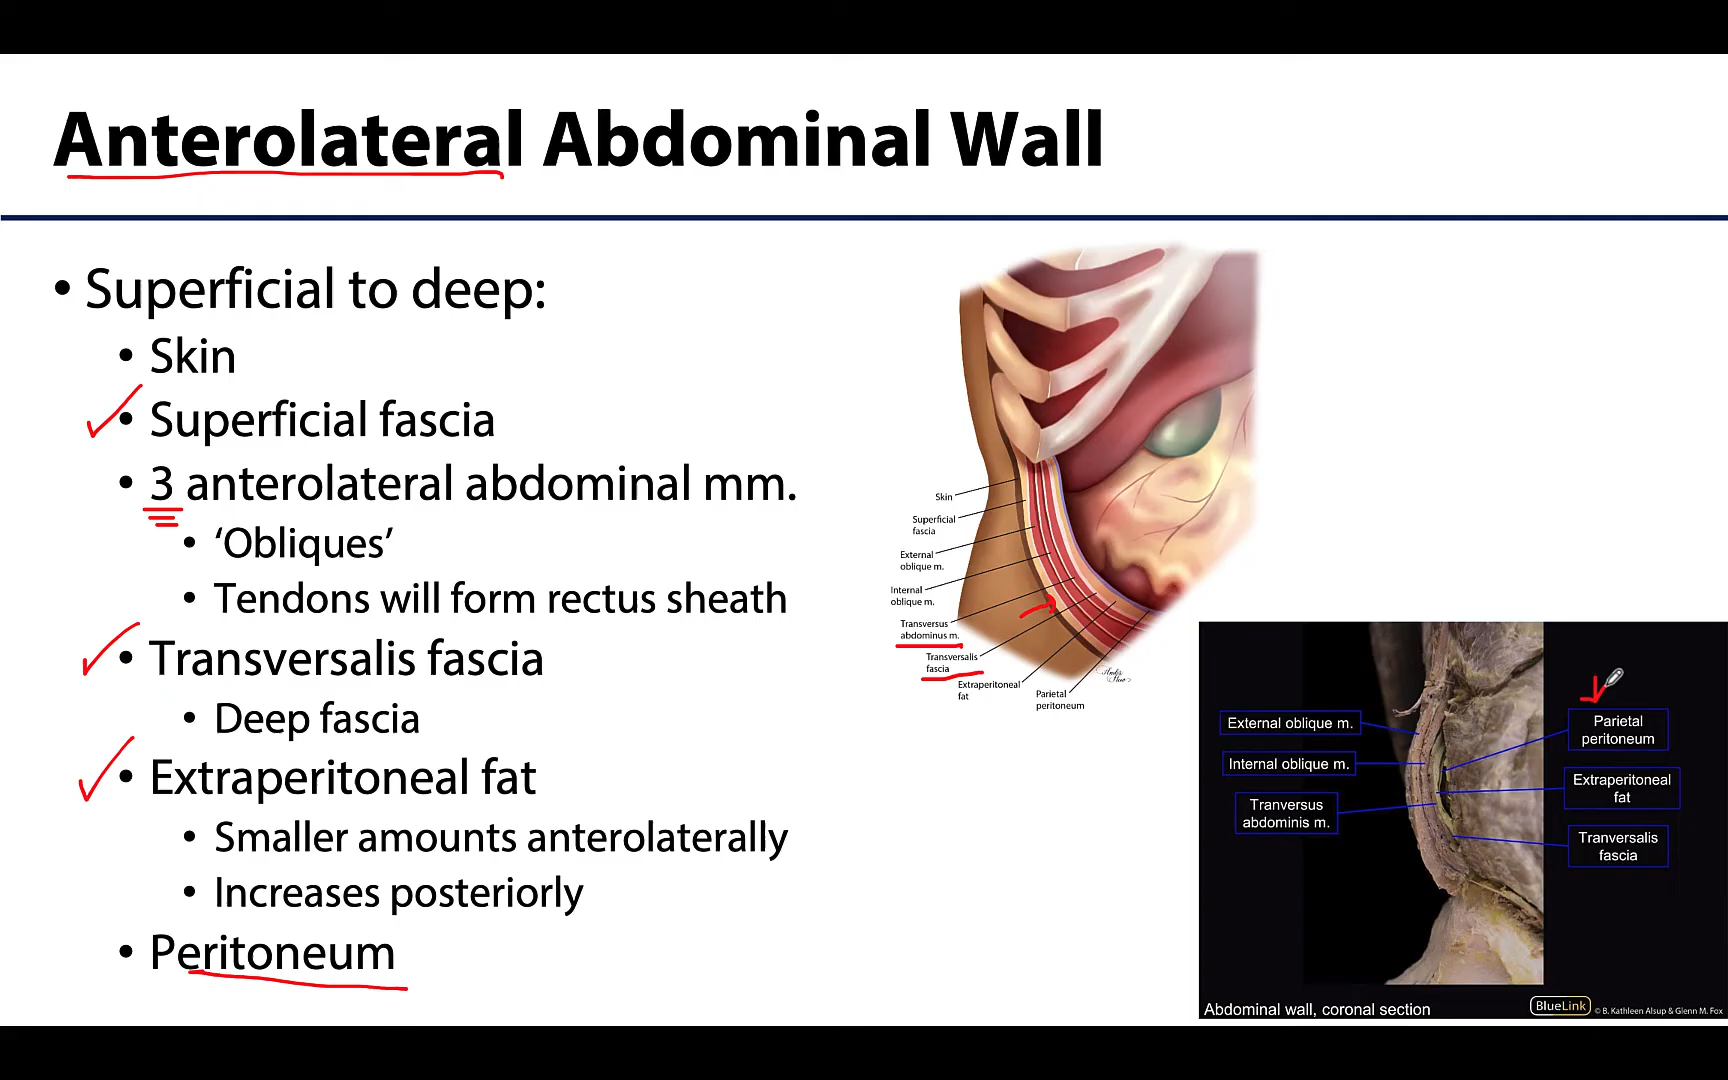 Anterolateral Abdominal Wall
• Superficial to deep:
• Skin
• Superficial fascia
• 3 anterolateral abdominal mm.
• ‘Obliques’
• Tendons will form rectus sheath
• Transversalis fascia
• Deep fascia
• Extraperitoneal fat
• Smaller amounts anterolaterally
• Increases posteriorly
• Peritoneum
Skin
Superficial
fascia
External
oblique m.
Internal
oblique m.
Transversus
abdominus m.
Transversalis
fascia
Extraperitoneal
fat
Parietal
peritoneum
External oblique m.
Internal oblique m.
Tranversus
abdominis m.
Parietal
peritoneum
Extraperitoneal
fat
Tranversalis
fascia
Abdominal wall, coronal section
BlueLink
© B. Kathleen Alsup & Glenn M. Fox